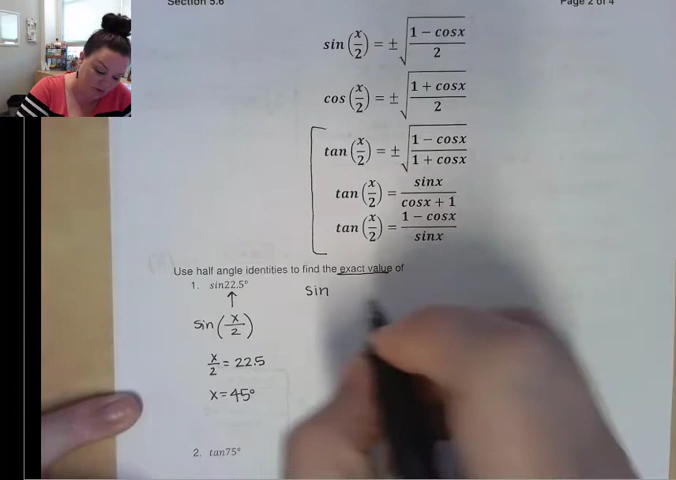 Section 5.6 Page 2 of 4
sin(x/2) = ±√((1 − cosx)/2)
cos(x/2) = ±√((1 + cosx)/2)
tan(x/2) = ±√((1 − cosx)/(1 + cosx))
tan(x/2) = sinx/(cosx + 1)
tan(x/2) = (1 − cosx)/sinx
Use half angle identities to find the exact value of
1. sin22.5° sin
↑
sin(x/2)
x/2 = 22.5
x = 45°
2. tan75°